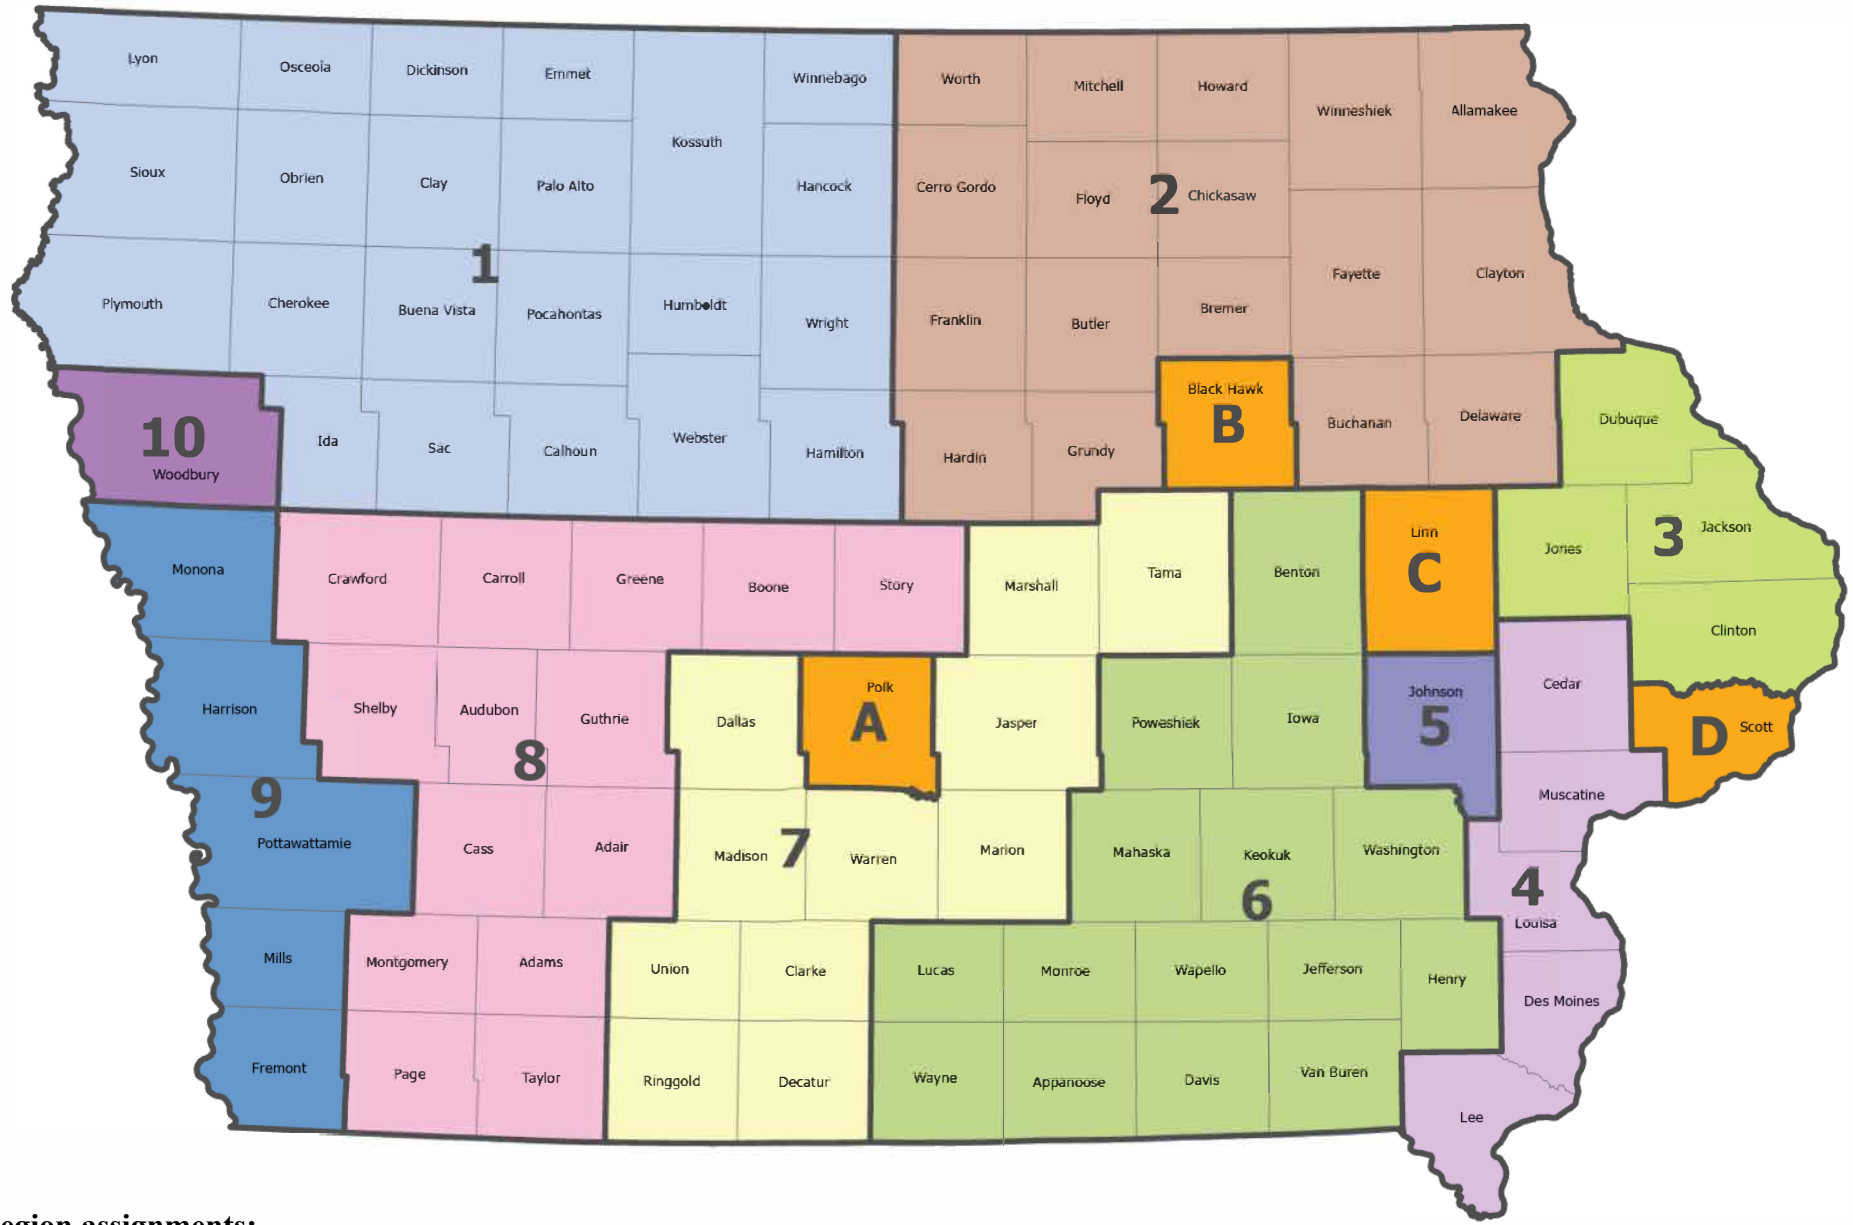 Lyon Osceola Dickinson Emmet Winnebago Worth Mitchell Howard
Winneshiek Allamakee
Kossuth
Sioux Obrien Clay Palo Alto Hancock Cerro Gordo Floyd 2 Chickasaw
1
Fayette Clayton
Plymouth Cherokee Buena Vista Pocahontas Humboldt Wright Franklin Butler Bremer
Black Hawk
B
10
Woodbury
Ida Sac Calhoun Webster Hamilton Hardin Grundy Buchanan Delaware Dubuque
Linn
C
Jones 3 Jackson
Monona Crawford Carroll Greene Boone Story Marshall Tama Benton
Clinton
Harrison Shelby Audubon Guthrie Dallas
Polk
A
Jasper Poweshiek Iowa
Johnson
5
Cedar
D Scott
8
9
Muscatine
Pottawattamie Cass Adair Madison 7 Warren Marion Mahaska Keokuk Washington
6
4
Louisa
Mills Montgomery Adams Union Clarke Lucas Monroe Wapello Jefferson Henry
Des Moines
Fremont Page Taylor Ringgold Decatur Wayne Appanoose Davis Van Buren
Lee
egion assignments: